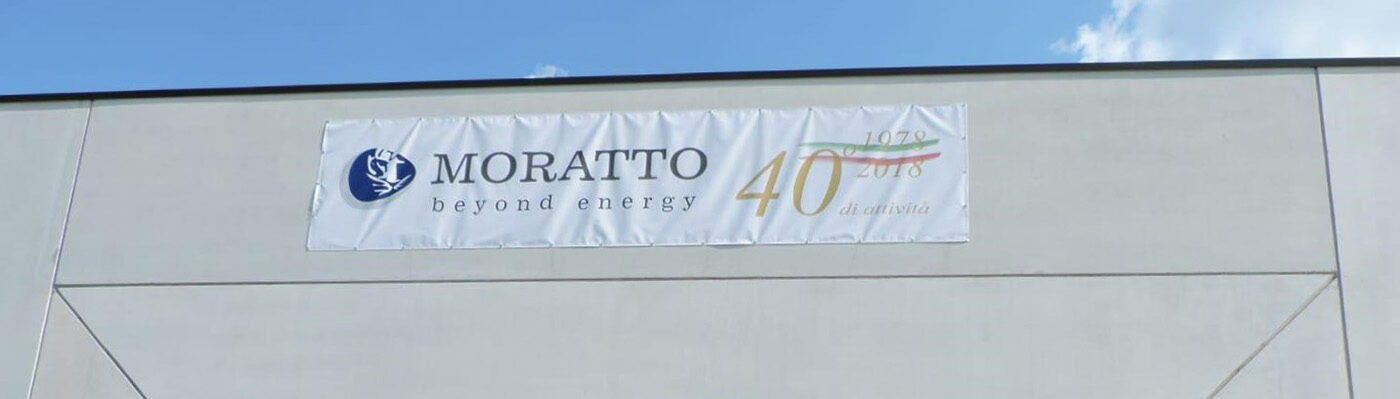 MORATTO
beyond energy
40° 1978
2018
di attività